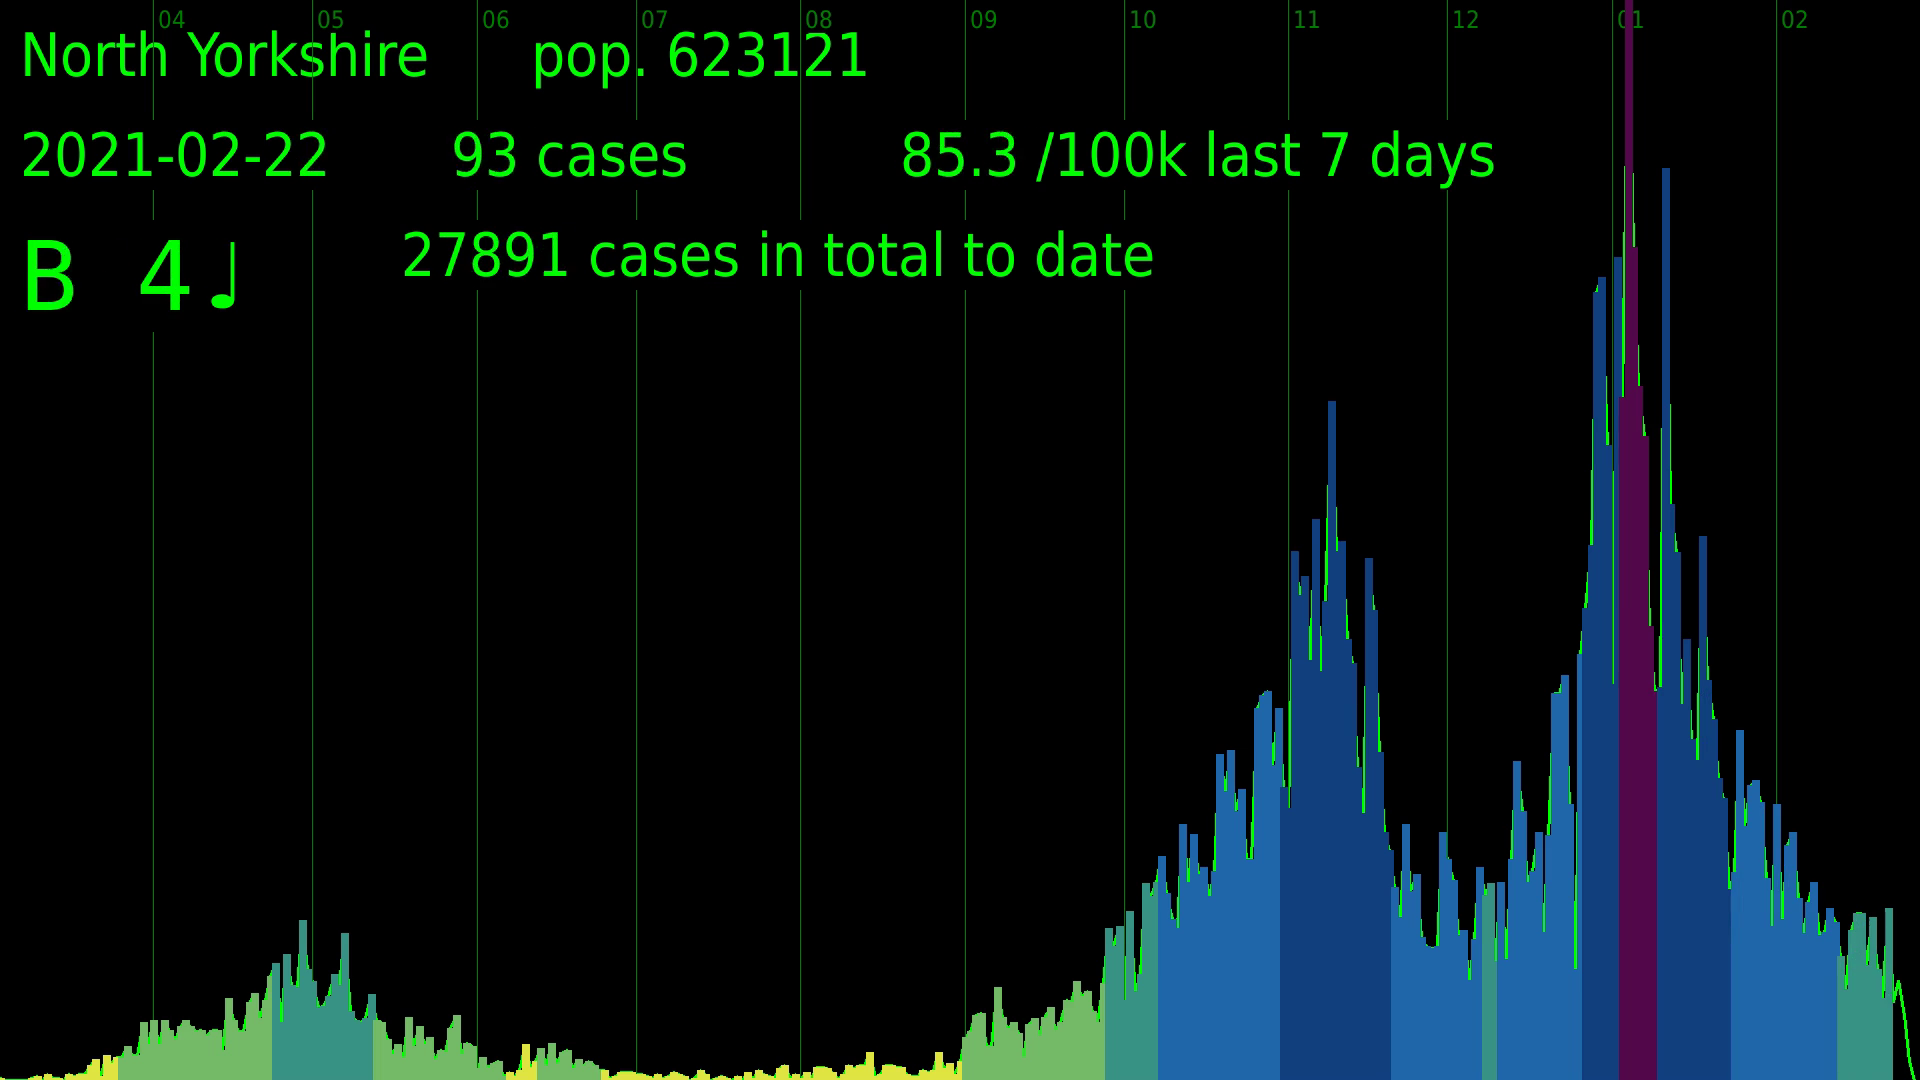 04 05 06 07 08 09 10 11 12 01 02
North Yorkshire pop. 623121
2021-02-22 93 cases 85.3 /100k last 7 days
B 4♩ 27891 cases in total to date